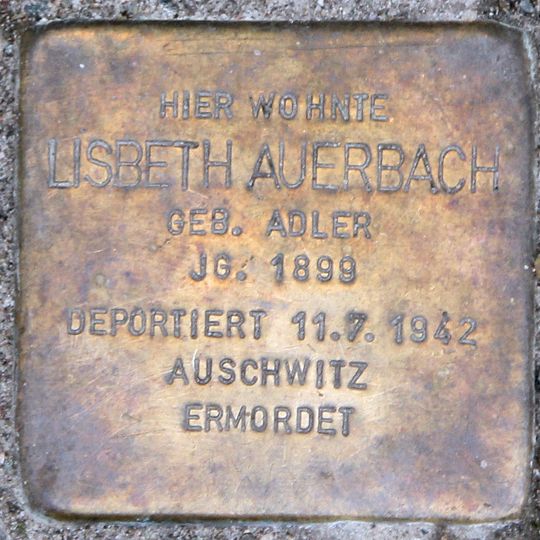 HIER WOHNTE
LISBETH AUERBACH
GEB. ADLER
JG. 1899
DEPORTIERT 11.7. 1942
AUSCHWITZ
ERMORDET